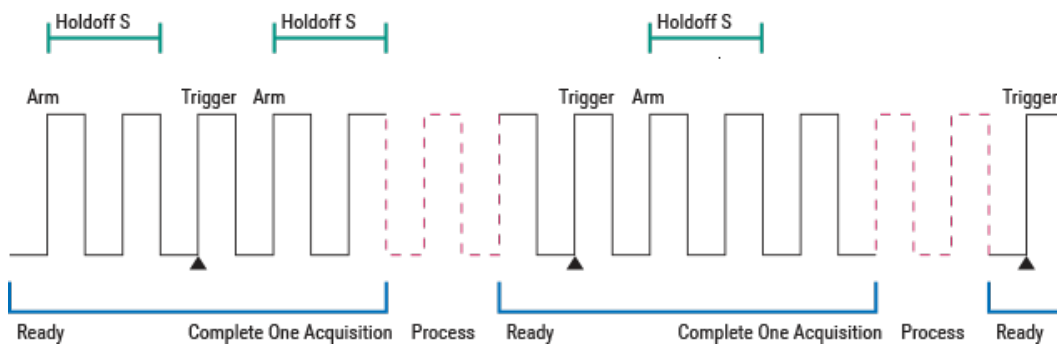 Holdoff S Holdoff S Holdoff S
Arm Trigger Arm Trigger Arm Trigger
Ready Complete One Acquisition Process Ready Complete One Acquisition Process Ready